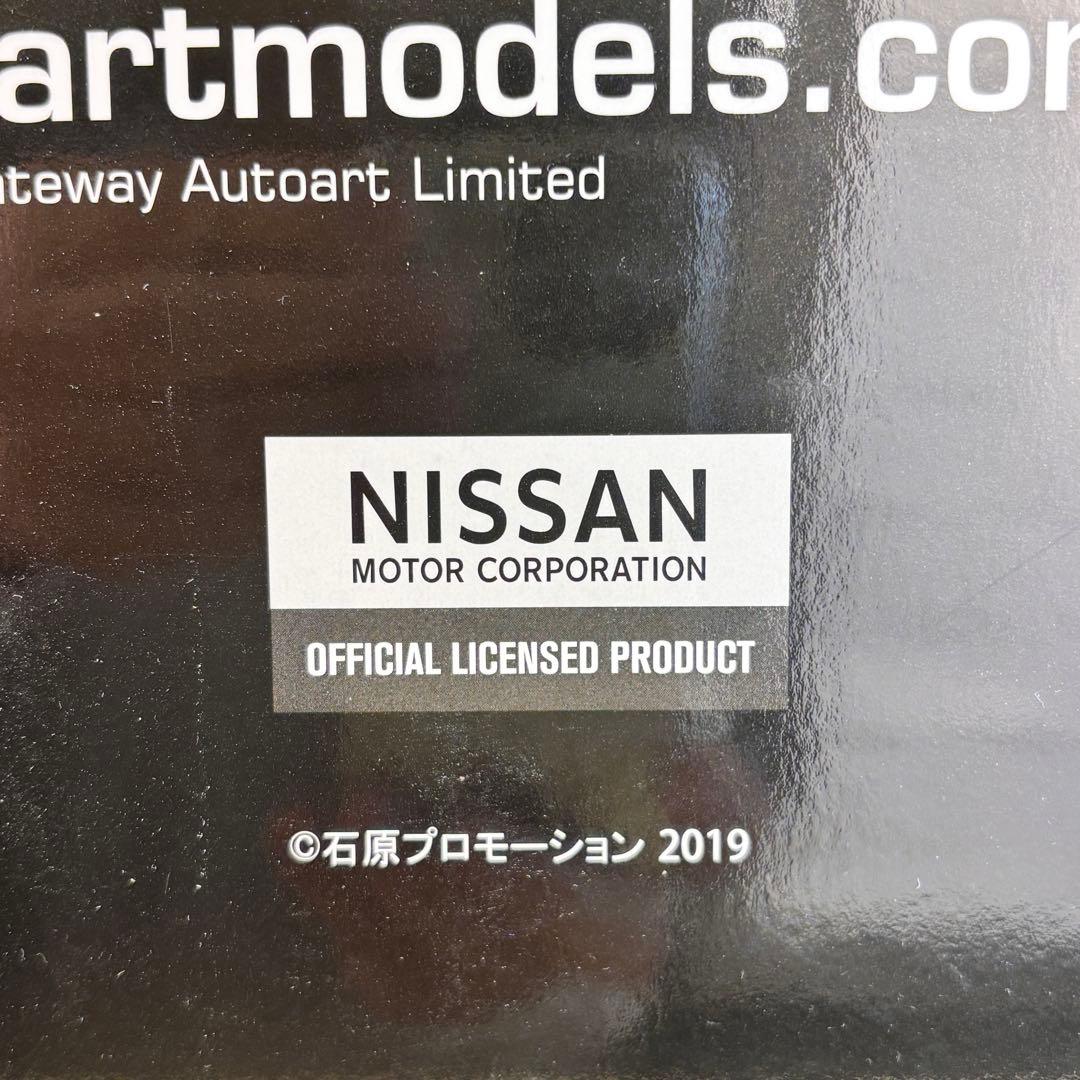 artmodels.co
ateway Autoart Limited
NISSAN
MOTOR CORPORATION
OFFICIAL LICENSED PRODUCT
©石原プロモーション 2019